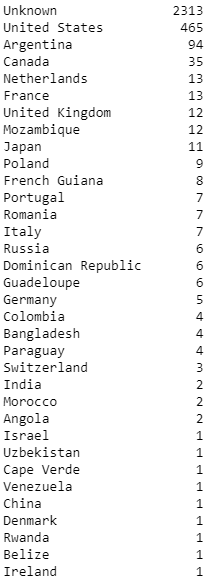 Unknown 2313
United States 465
Argentina 94
Canada 35
Netherlands 13
France 13
United Kingdom 12
Mozambique 12
Japan 11
Poland 9
French Guiana 8
Portugal 7
Romania 7
Italy 7
Russia 6
Dominican Republic 6
Guadeloupe 6
Germany 5
Colombia 4
Bangladesh 4
Paraguay 4
Switzerland 3
India 2
Morocco 2
Angola 2
Israel 1
Uzbekistan 1
Cape Verde 1
Venezuela 1
China 1
Denmark 1
Rwanda 1
Belize 1
Ireland 1